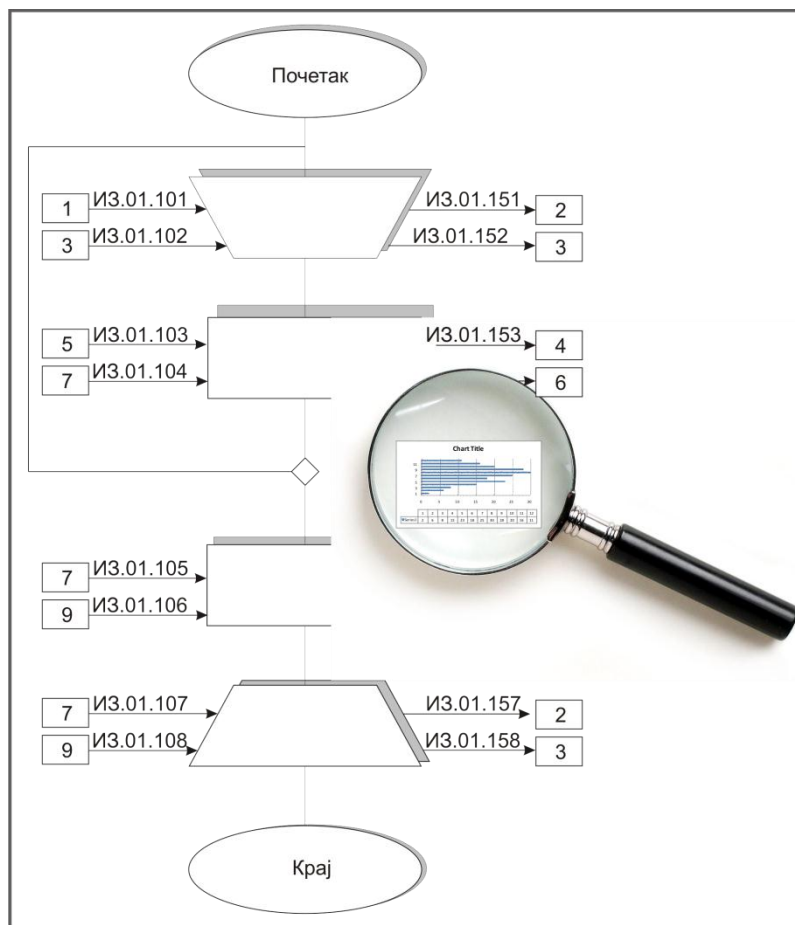 Почетак
1 ИЗ.01.101 ИЗ.01.151 2
3 ИЗ.01.102 ИЗ.01.152 3
5 ИЗ.01.103 ИЗ.01.153 4
7 ИЗ.01.104 6
Chart Title
7 ИЗ.01.105
9 ИЗ.01.106
7 ИЗ.01.107 ИЗ.01.157 2
9 ИЗ.01.108 ИЗ.01.158 3
Крај